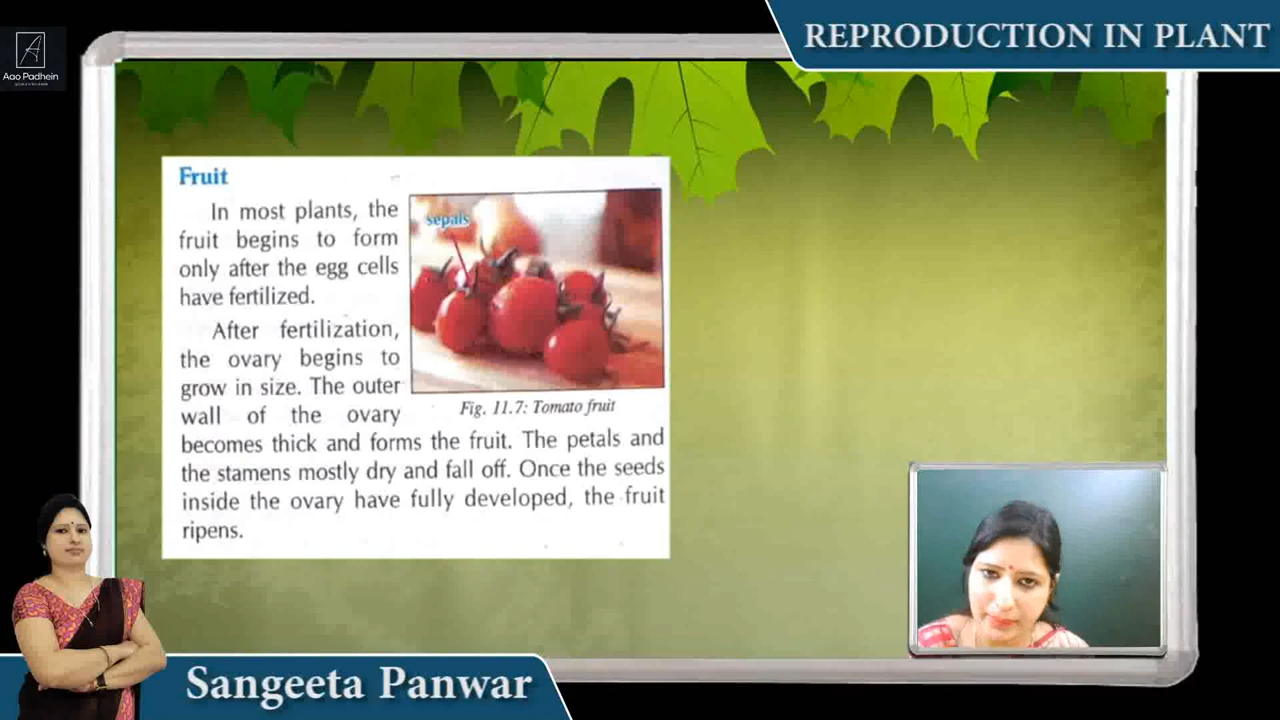 REPRODUCTION IN PLANT
Aao Padhein
Fruit
In most plants, the
fruit begins to form
only after the egg cells
have fertilized.
After fertilization,
the ovary begins to
grow in size. The outer
wall of the ovary
becomes thick and forms the fruit. The petals and
the stamens mostly dry and fall off. Once the seeds
inside the ovary have fully developed, the fruit
ripens.
sepals
Fig. 11.7: Tomato fruit
Sangeeta Panwar